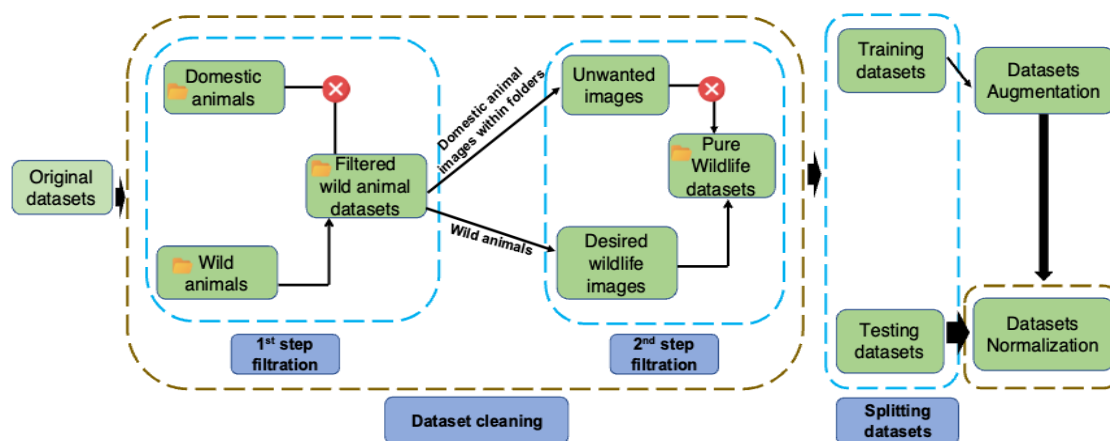 Original
datasets
Domestic
animals
Filtered
wild animal
datasets
Wild
animals
1st step
filtration
Domestic animal
images within folders
Wild animals
Unwanted
images
Pure
Wildlife
datasets
Desired
wildlife
images
2nd step
filtration
Dataset cleaning
Training
datasets
Testing
datasets
Splitting
datasets
Datasets
Augmentation
Datasets
Normalization